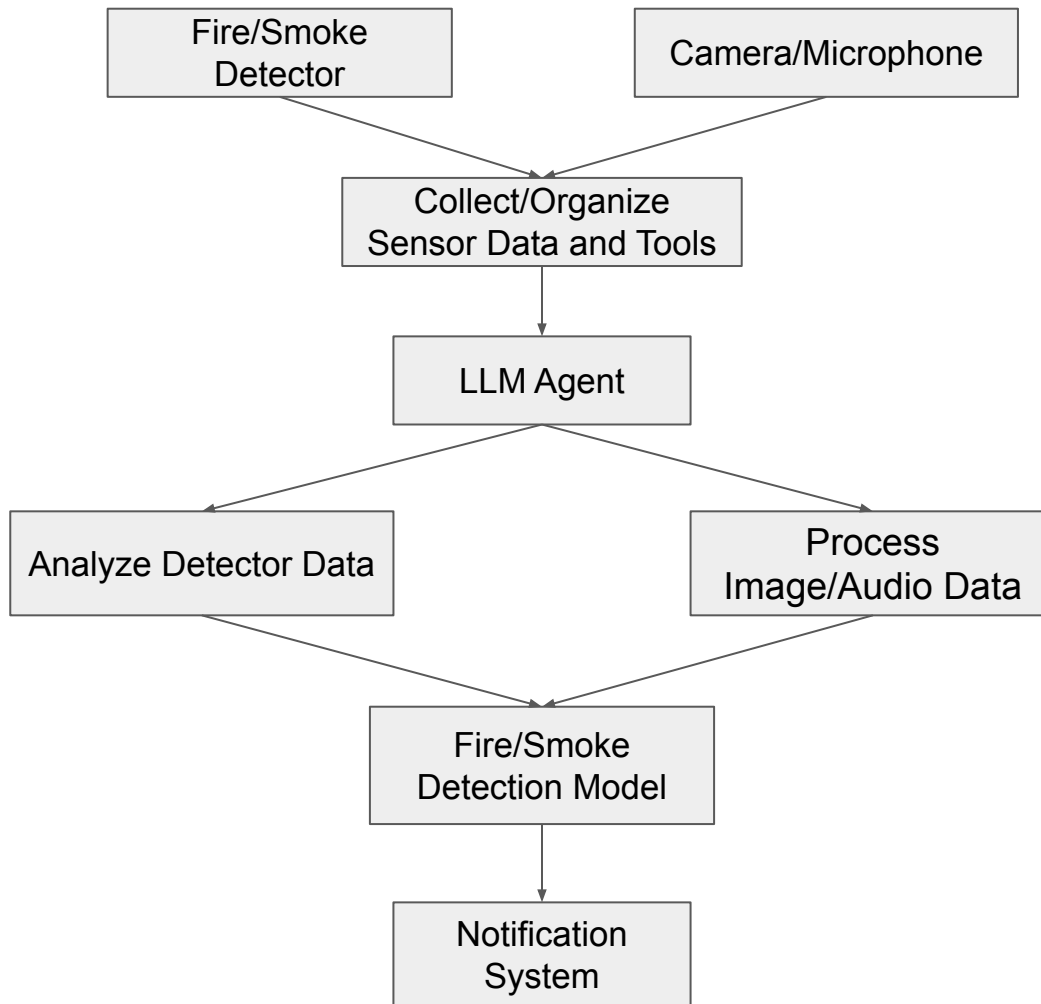 Fire/Smoke
Detector
Camera/Microphone
Collect/Organize
Sensor Data and Tools
LLM Agent
Analyze Detector Data
Process
Image/Audio Data
Fire/Smoke
Detection Model
Notification
System